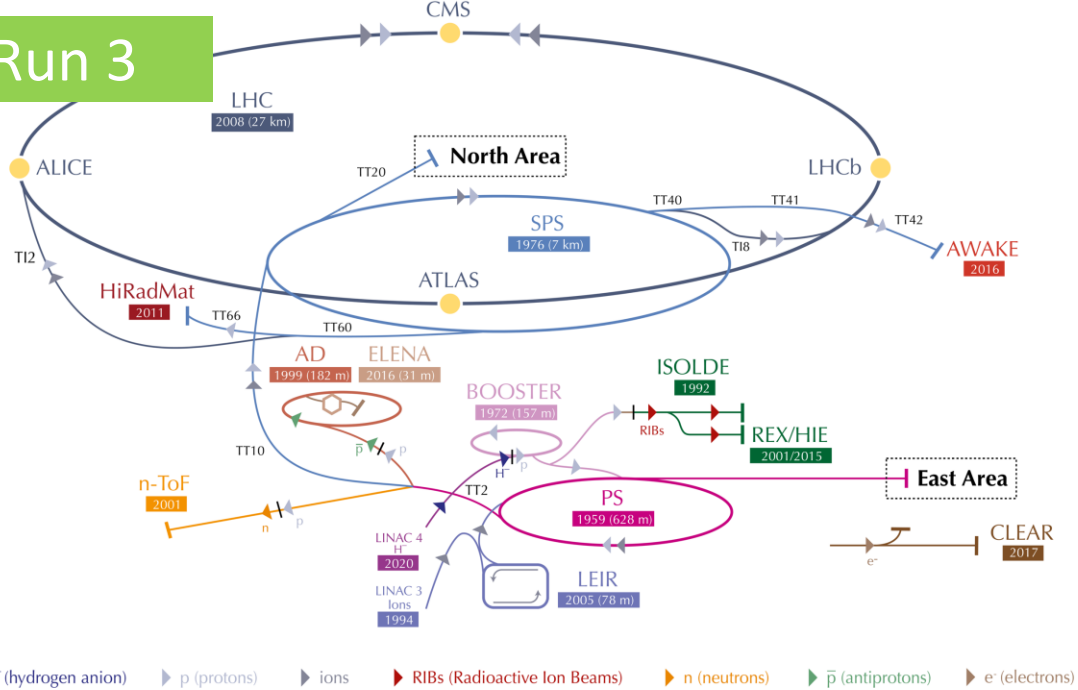 CMS
Run 3
LHC
2008 (27 km)
North Area
ALICE
LHCb
TT20
TT40
TT41
SPS
1976 (7 km)
TT42
TI8
TI2
AWAKE
2016
ATLAS
HiRadMat
2011
TT66
TT60
AD
1999 (182 m)
ELENA
2016 (31 m)
ISOLDE
1992
BOOSTER
1972 (157 m)
RIBs
REX/HIE
2001/2015
p̅
p
TT10
H⁻
p
East Area
n-ToF
2001
TT2
PS
1959 (628 m)
n
p
LINAC 4
H⁻
2020
CLEAR
2017
e⁻
LINAC 3
Ions
1994
LEIR
2005 (78 m)
(hydrogen anion)
p (protons)
ions
RIBs (Radioactive Ion Beams)
n (neutrons)
p̅ (antiprotons)
e⁻ (electrons)